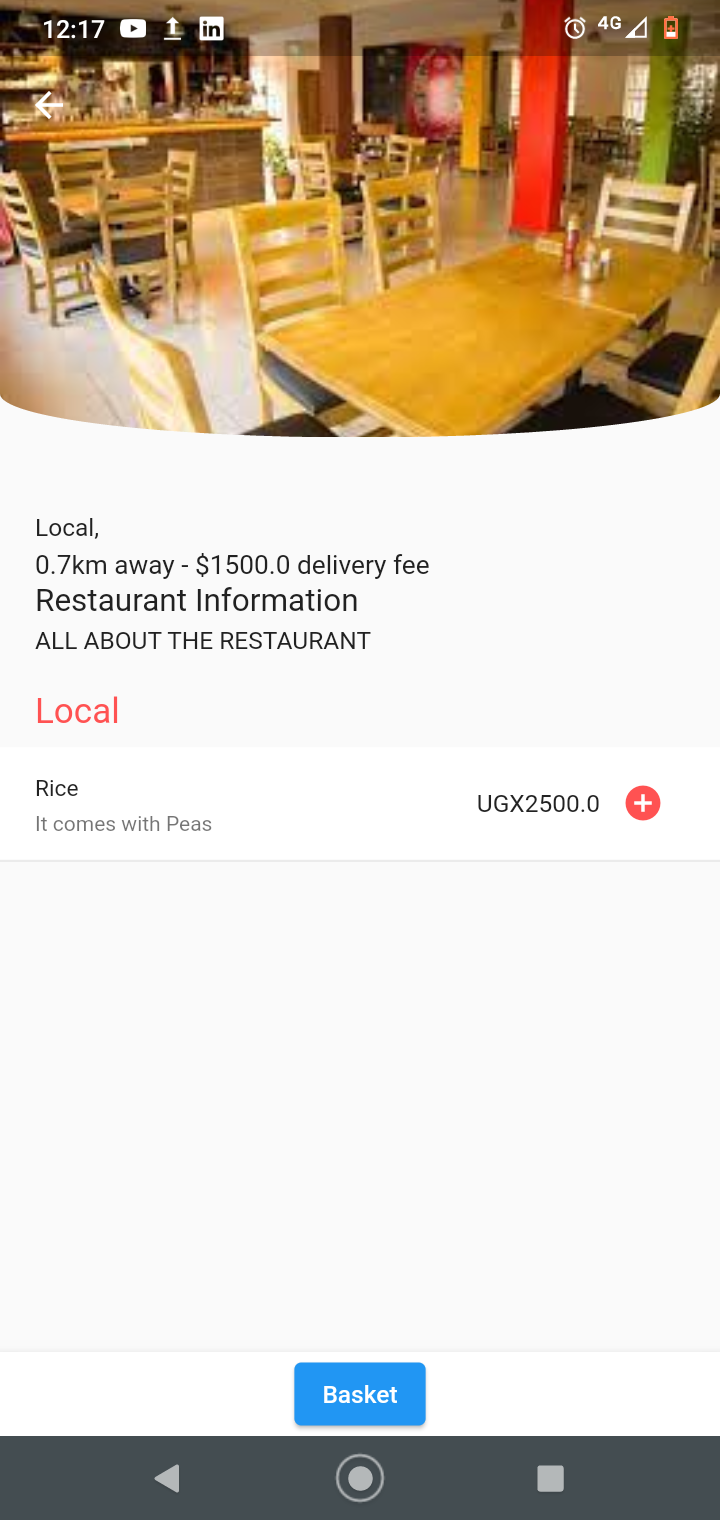 12:17
4G
Local,
0.7km away - $1500.0 delivery fee
Restaurant Information
ALL ABOUT THE RESTAURANT
Local
Rice
UGX2500.0
It comes with Peas
Basket